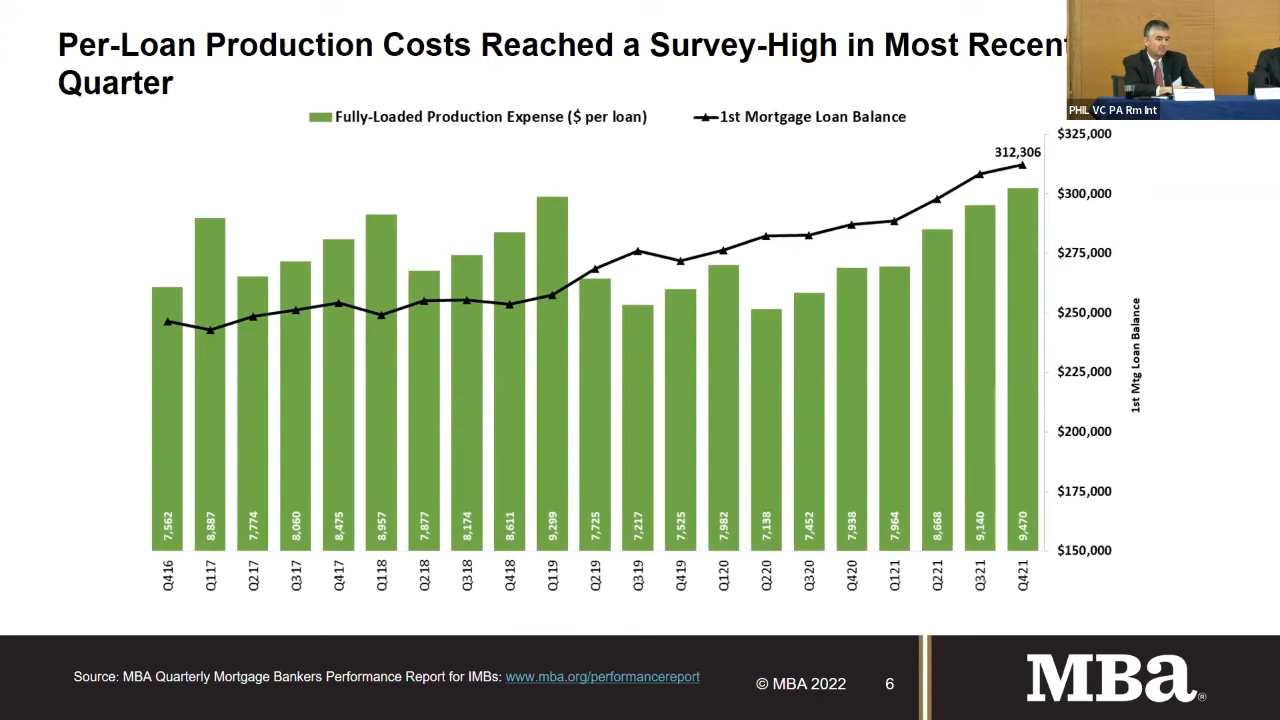 Per-Loan Production Costs Reached a Survey-High in Most Recent
Quarter
PHIL VC PA Rm Int
Fully-Loaded Production Expense ($ per loan)
1st Mortgage Loan Balance
312,306
$325,000
$300,000
$275,000
$250,000
$225,000
$200,000
$175,000
$150,000
1st Mtg Loan Balance
7,562
8,887
7,774
8,060
8,475
8,957
7,877
8,174
8,611
9,299
7,725
7,217
7,525
7,982
7,138
7,452
7,938
7,964
8,668
9,140
9,470
Q416
Q117
Q217
Q317
Q417
Q118
Q218
Q318
Q418
Q119
Q219
Q319
Q419
Q120
Q220
Q320
Q420
Q121
Q221
Q321
Q421
Source: MBA Quarterly Mortgage Bankers Performance Report for IMBs: www.mba.org/performancereport
© MBA 2022
6
MBa®